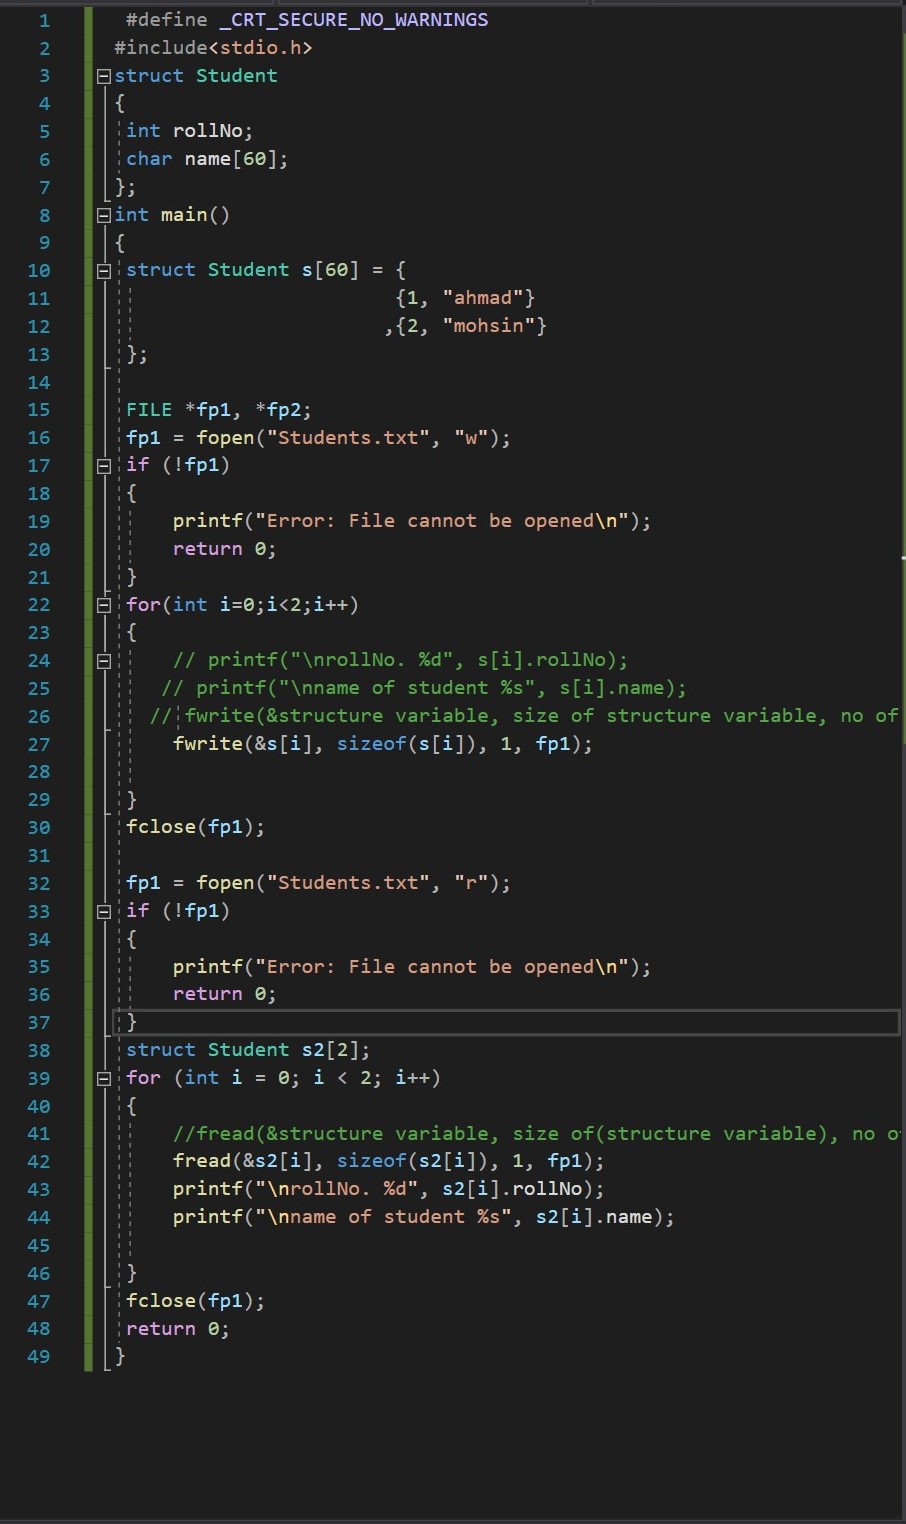 1 #define _CRT_SECURE_NO_WARNINGS
2 #include<stdio.h>
3 struct Student
4 {
5 int rollNo;
6 char name[60];
7 };
8 int main()
9 {
10 struct Student s[60] = {
11 {1, "ahmad"}
12 ,{2, "mohsin"}
13 };
14
15 FILE *fp1, *fp2;
16 fp1 = fopen("Students.txt", "w");
17 if (!fp1)
18 {
19 printf("Error: File cannot be opened\n");
20 return 0;
21 }
22 for(int i=0;i<2;i++)
23 {
24 // printf("\nrollNo. %d", s[i].rollNo);
25 // printf("\nname of student %s", s[i].name);
26 // fwrite(&structure variable, size of structure variable, no of
27 fwrite(&s[i], sizeof(s[i]), 1, fp1);
28
29 }
30 fclose(fp1);
31
32 fp1 = fopen("Students.txt", "r");
33 if (!fp1)
34 {
35 printf("Error: File cannot be opened\n");
36 return 0;
37 }
38 struct Student s2[2];
39 for (int i = 0; i < 2; i++)
40 {
41 //fread(&structure variable, size of(structure variable), no
42 fread(&s2[i], sizeof(s2[i]), 1, fp1);
43 printf("\nrollNo. %d", s2[i].rollNo);
44 printf("\nname of student %s", s2[i].name);
45
46 }
47 fclose(fp1);
48 return 0;
49 }